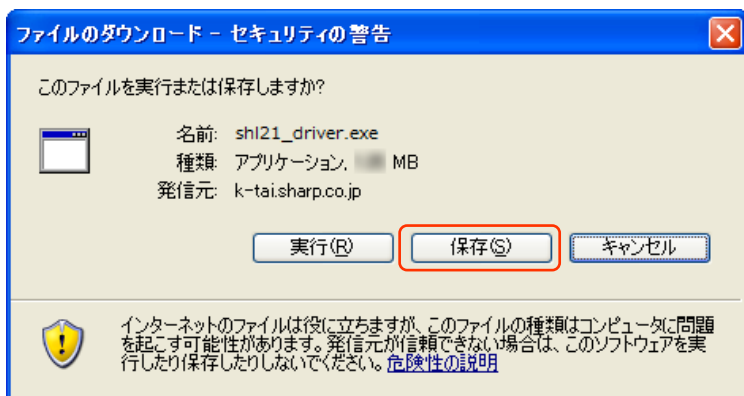 ファイルのダウンロード - セキュリティの警告
このファイルを実行または保存しますか?
名前: shl21_driver.exe
種類: アプリケーション, MB
発信元: k-tai.sharp.co.jp
実行(R) 保存(S) キャンセル
インターネットのファイルは役に立ちますが、このファイルの種類はコンピュータに問題
を起こす可能性があります。発信元が信頼できない場合は、このソフトウェアを実
行したり保存したりしないでください。危険性の説明